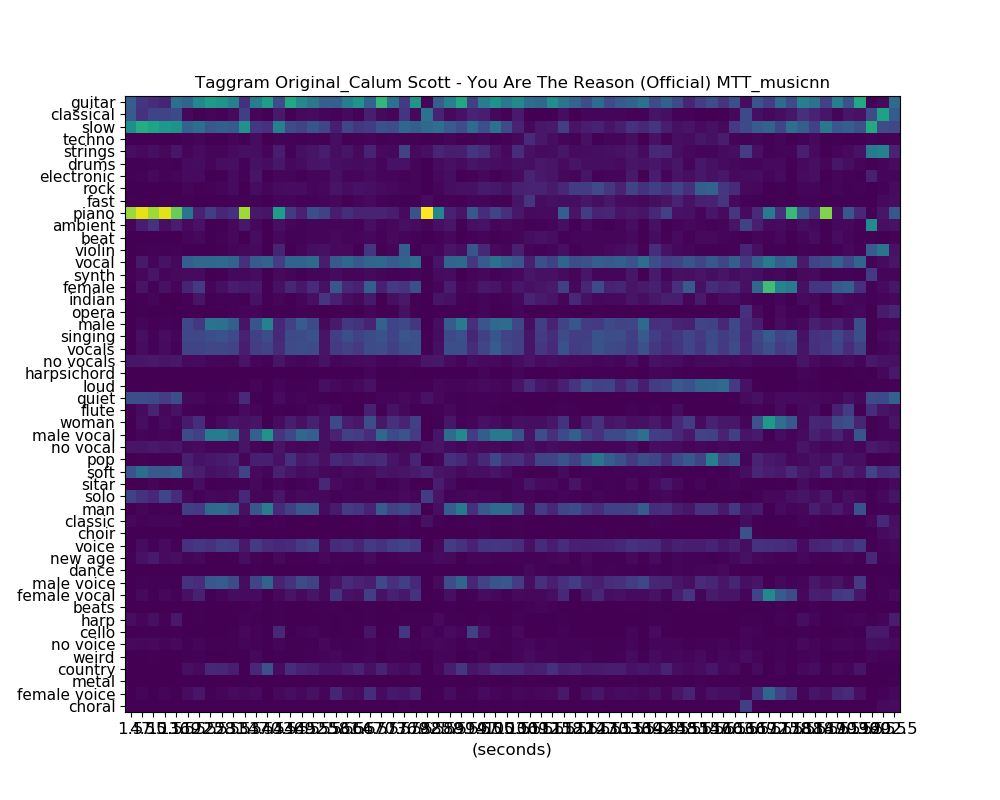 Taggram Original_Calum Scott - You Are The Reason (Official) MTT_musicnn
guitar
classical
slow
techno
strings
drums
electronic
rock
fast
piano
ambient
beat
violin
vocal
synth
female
indian
opera
male
singing
vocals
no vocals
harpsichord
loud
quiet
flute
woman
male vocal
no vocal
pop
soft
sitar
solo
man
classic
choir
voice
new age
dance
male voice
female vocal
beats
harp
cello
no voice
weird
country
metal
female voice
choral
(seconds)